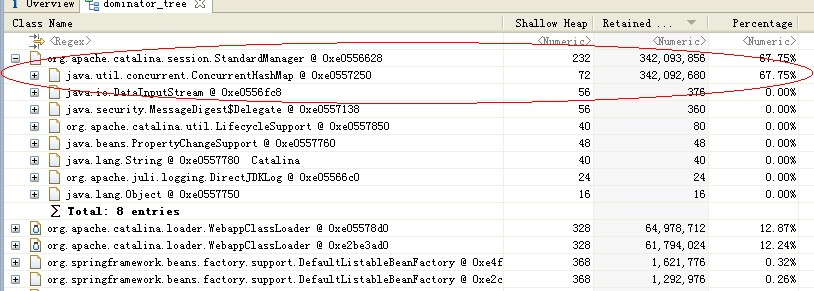 i Overview dominator_tree
Class Name Shallow Heap Retained ... Percentage
<Regex> <Numeric> <Numeric> <Numeric>
org.apache.catalina.session.StandardManager @ 0xe0556628 232 342,093,856 67.75%
java.util.concurrent.ConcurrentHashMap @ 0xe0557250 72 342,092,680 67.75%
java.io.DataInputStream @ 0xe0556fc8 56 376 0.00%
java.security.MessageDigest$Delegate @ 0xe0557138 56 360 0.00%
org.apache.catalina.util.LifecycleSupport @ 0xe0557850 40 80 0.00%
java.beans.PropertyChangeSupport @ 0xe0557760 48 48 0.00%
java.lang.String @ 0xe0557780 Catalina 40 40 0.00%
org.apache.juli.logging.DirectJDKLog @ 0xe05566c0 24 24 0.00%
java.lang.Object @ 0xe0557750 16 16 0.00%
Σ Total: 8 entries
org.apache.catalina.loader.WebappClassLoader @ 0xe05578d0 328 64,978,712 12.87%
org.apache.catalina.loader.WebappClassLoader @ 0xe2be3ad0 328 61,794,024 12.24%
org.springframework.beans.factory.support.DefaultListableBeanFactory @ 0xe4f 368 1,621,776 0.32%
org.springframework.beans.factory.support.DefaultListableBeanFactory @ 0xe2c 368 1,292,976 0.26%